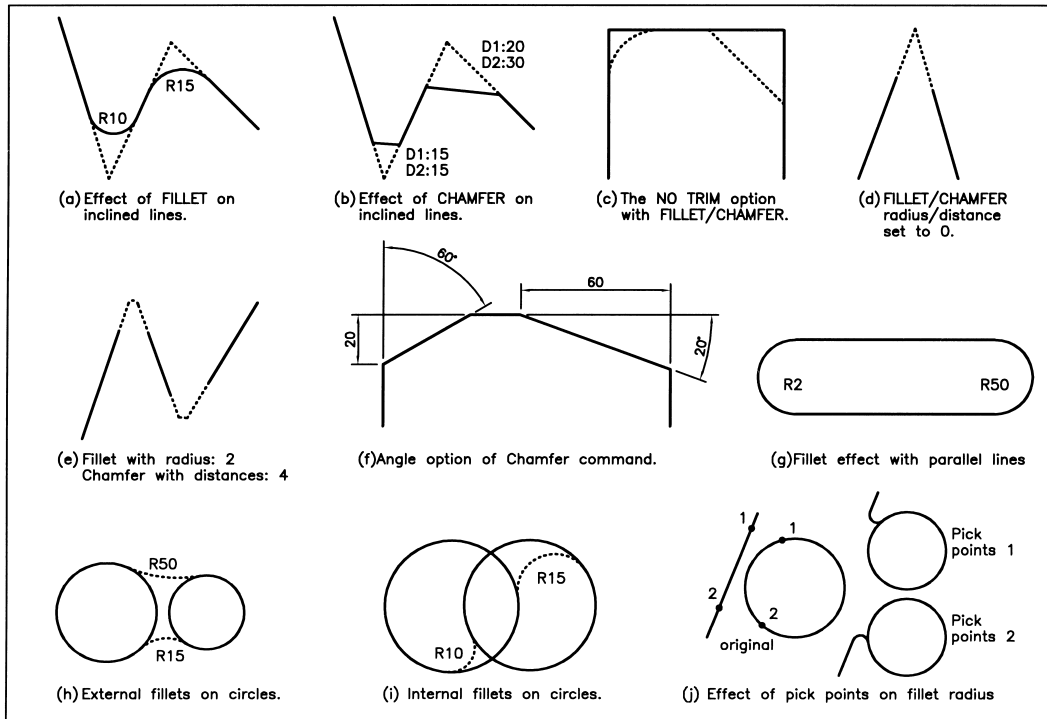 R10
R15
(a) Effect of FILLET on
inclined lines.
D1:20
D2:30
D1:15
D2:15
(b) Effect of CHAMFER on
inclined lines.
(c) The NO TRIM option
with FILLET/CHAMFER.
(d) FILLET/CHAMFER
radius/distance
set to 0.
(e) Fillet with radius: 2
Chamfer with distances: 4
60°
60
20
20°
(f)Angle option of Chamfer command.
R2
R50
(g)Fillet effect with parallel lines
R50
R15
(h) External fillets on circles.
R15
R10
(i) Internal fillets on circles.
1
1
2
2
original
Pick
points 1
Pick
points 2
(j) Effect of pick points on fillet radius